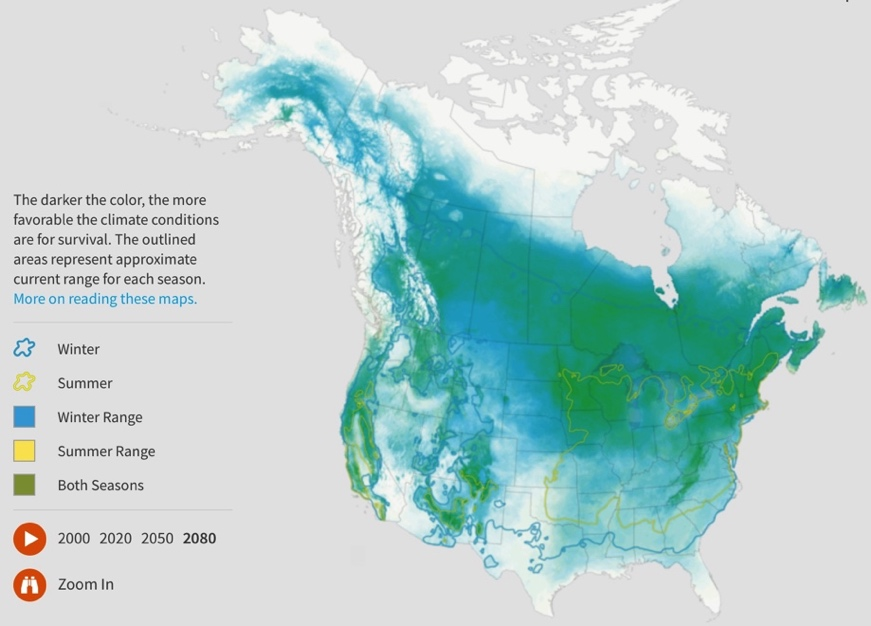 The darker the color, the more
favorable the climate conditions
are for survival. The outlined
areas represent approximate
current range for each season.
More on reading these maps.
Winter
Summer
Winter Range
Summer Range
Both Seasons
2000 2020 2050 2080
Zoom In